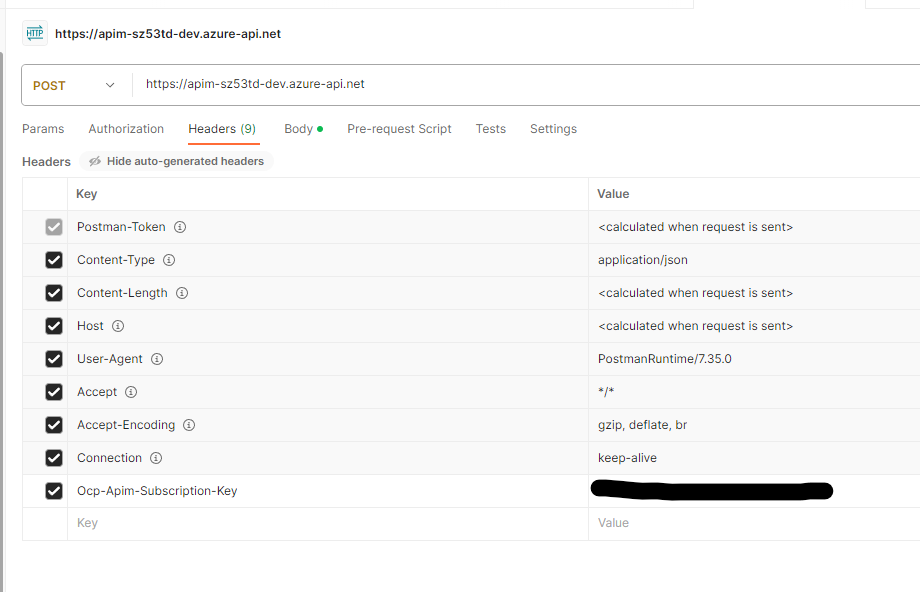 HTTP https://apim-sz53td-dev.azure-api.net
POST https://apim-sz53td-dev.azure-api.net
Params Authorization Headers (9) Body Pre-request Script Tests Settings
Headers Hide auto-generated headers
Key Value
Postman-Token <calculated when request is sent>
Content-Type application/json
Content-Length <calculated when request is sent>
Host <calculated when request is sent>
User-Agent PostmanRuntime/7.35.0
Accept */*
Accept-Encoding gzip, deflate, br
Connection keep-alive
Ocp-Apim-Subscription-Key
Key Value